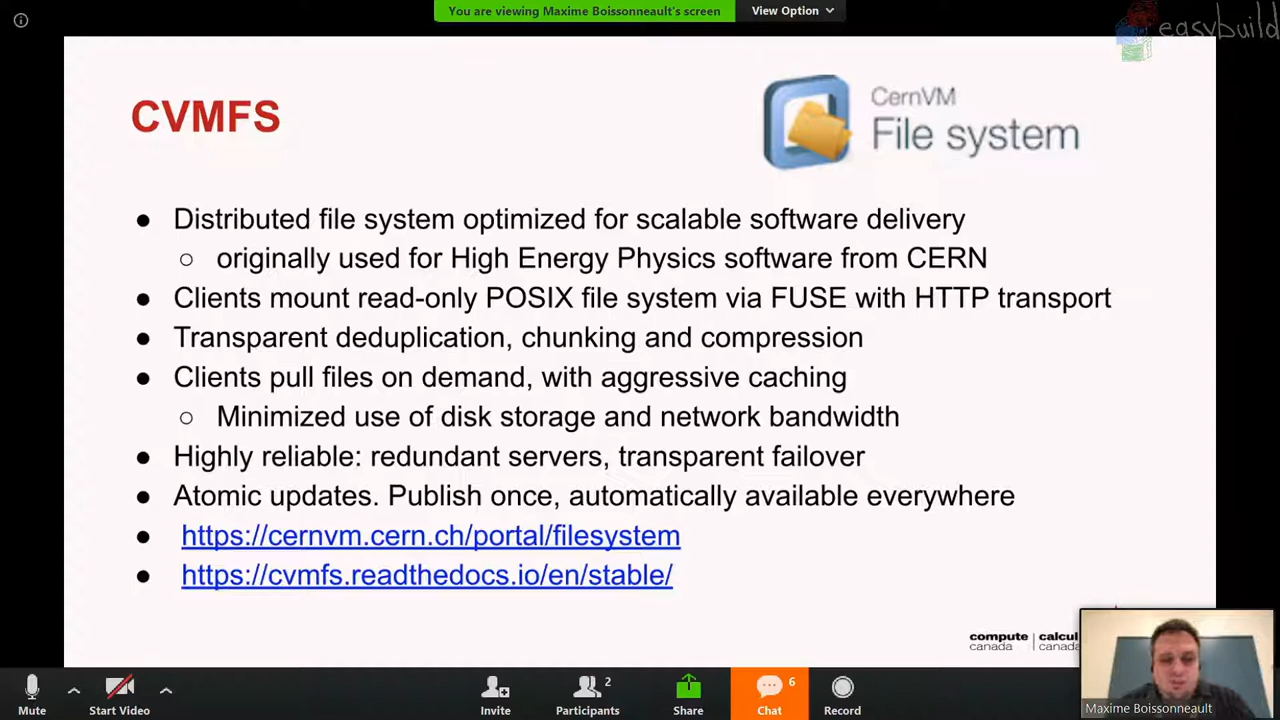 You are viewing Maxime Boissonneault's screen
View Option
easybuild
CVMFS
CernVM
File system
● Distributed file system optimized for scalable software delivery
○ originally used for High Energy Physics software from CERN
● Clients mount read-only POSIX file system via FUSE with HTTP transport
● Transparent deduplication, chunking and compression
● Clients pull files on demand, with aggressive caching
○ Minimized use of disk storage and network bandwidth
● Highly reliable: redundant servers, transparent failover
● Atomic updates. Publish once, automatically available everywhere
● https://cernvm.cern.ch/portal/filesystem
● https://cvmfs.readthedocs.io/en/stable/
compute | calcul
canada | canada
Maxime Boissonneault
Mute
Start Video
Invite
2
Participants
Share
6
Chat
Record